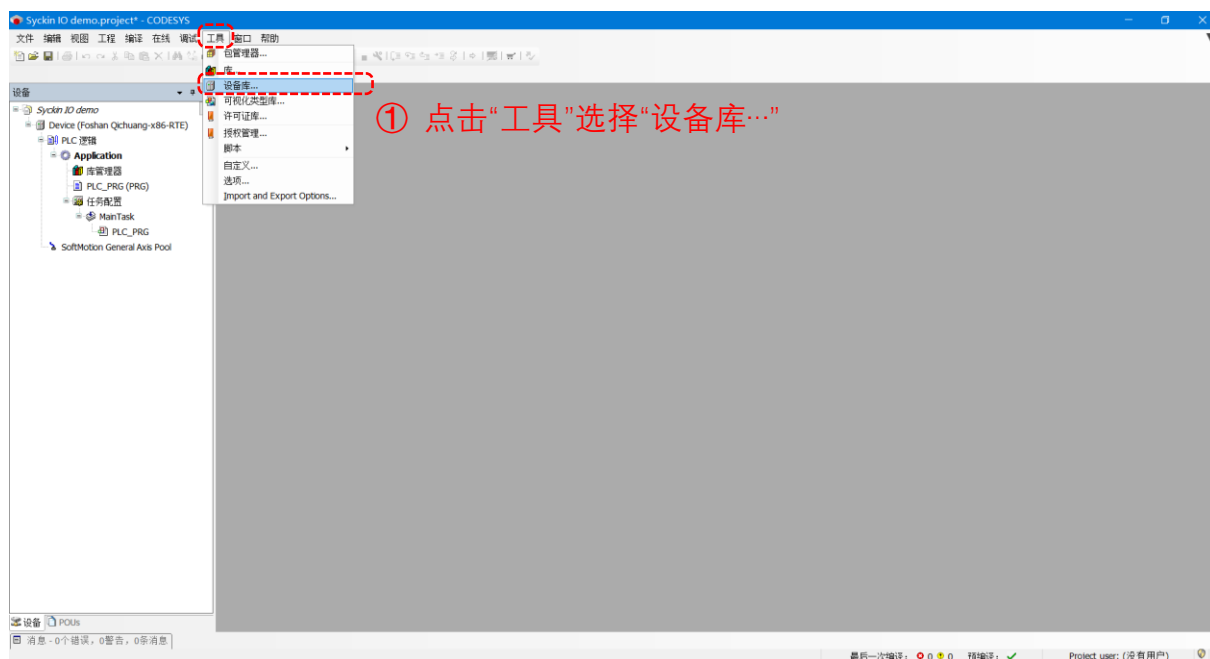 Syckin IO demo.project* - CODESYS
文件 编辑 视图 工程 编译 在线 调试 工具 窗口 帮助
包管理器...
库...
设备库...
可视化类型库...
许可证库...
授权管理...
脚本
自定义...
选项...
Import and Export Options...
① 点击“工具”选择“设备库…”
设备
Syckin IO demo
Device (Foshan Qichuang-x86-RTE)
PLC 逻辑
Application
库管理器
PLC_PRG (PRG)
任务配置
MainTask
PLC_PRG
SoftMotion General Axis Pool
设备 POUs
消息 - 0个错误，0警告，0条消息
最后一次编译： 0 0 预编译： Project user: (没有用户)